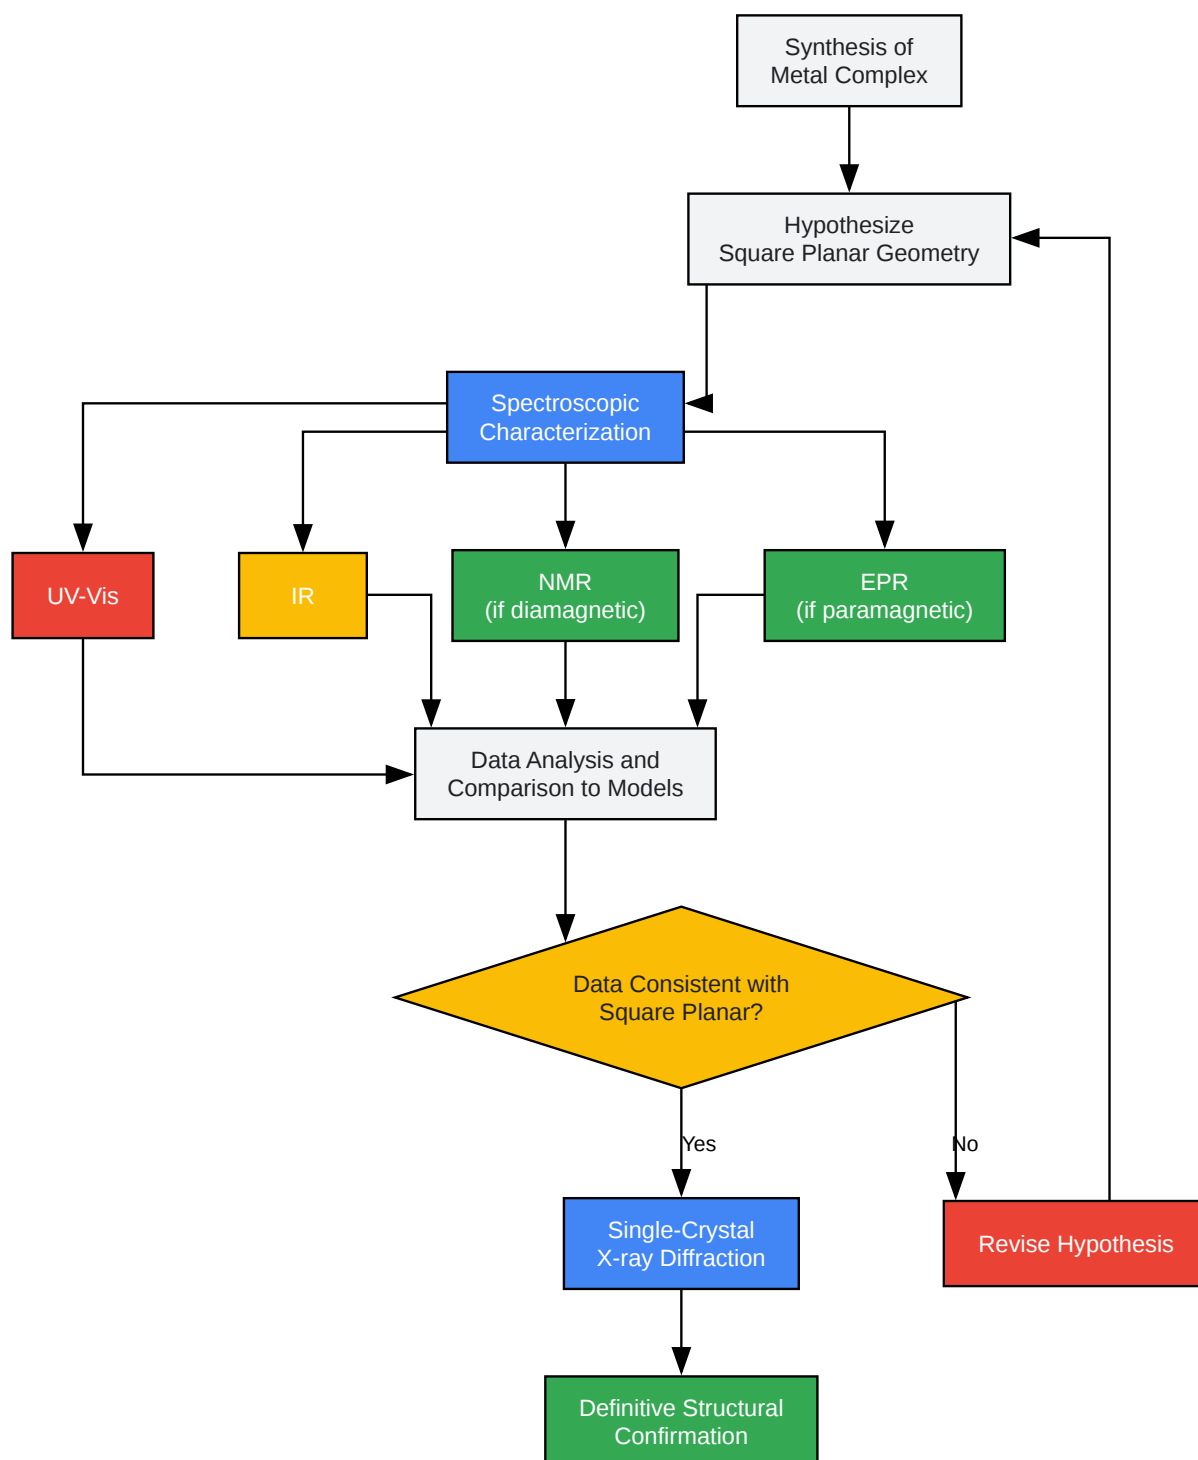 Synthesis of
Metal Complex
Hypothesize
Square Planar Geometry
Spectroscopic
Characterization
UV-Vis
IR
NMR
(if diamagnetic)
EPR
(if paramagnetic)
Data Analysis and
Comparison to Models
Data Consistent with
Square Planar?
Yes
No
Single-Crystal
X-ray Diffraction
Revise Hypothesis
Definitive Structural
Confirmation